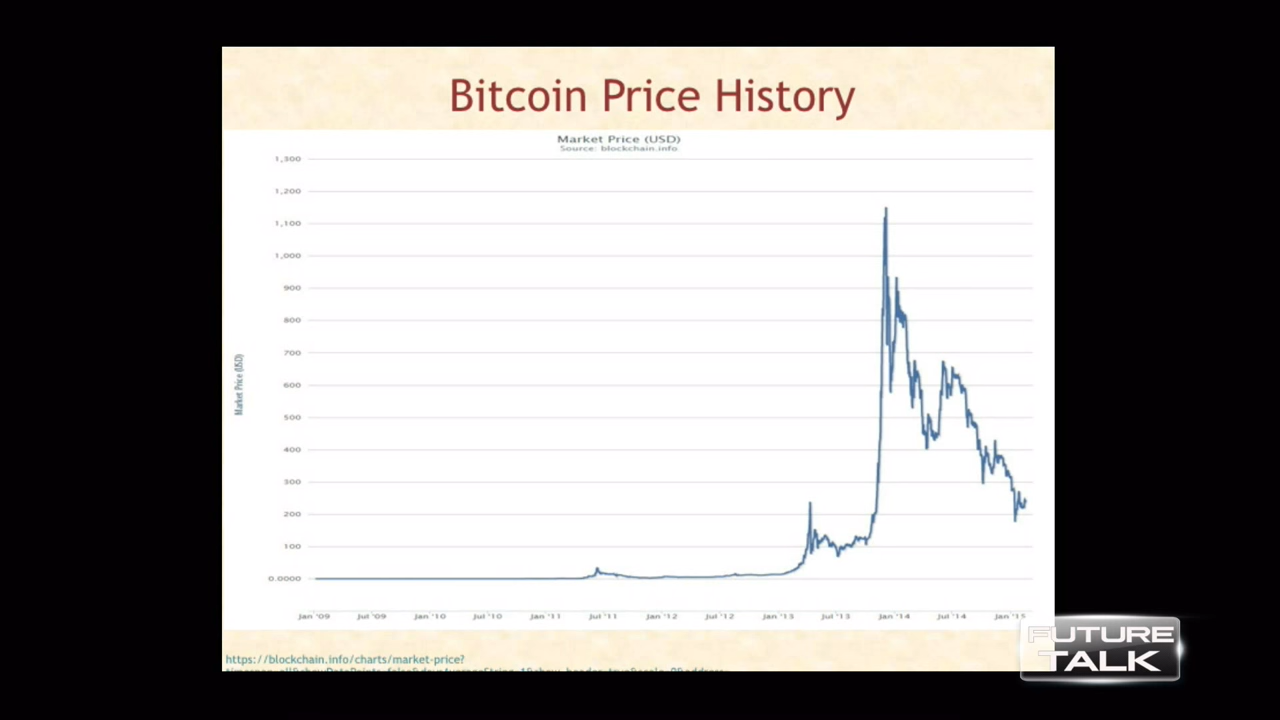 Bitcoin Price History
Market Price (USD)
Source: blockchain.info
1,300
1,200
1,100
1,000
900
800
700
600
500
400
300
200
100
0.0000
Market Price (USD)
Jan '09 Jul '09 Jan '10 Jul '10 Jan '11 Jul '11 Jan '12 Jul '12 Jan '13 Jul '13 Jan '14 Jul '14 Jan '15
https://blockchain.info/charts/market-price?
FUTURE
TALK